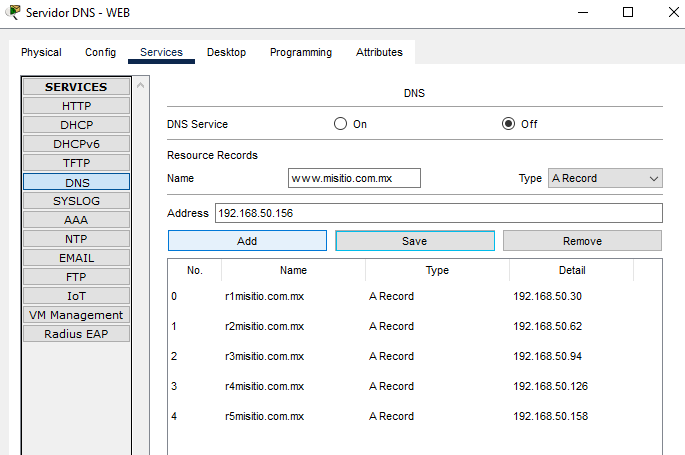 Servidor DNS - WEB
Physical Config Services Desktop Programming Attributes
SERVICES
HTTP
DHCP
DHCPv6
TFTP
DNS
SYSLOG
AAA
NTP
EMAIL
FTP
IoT
VM Management
Radius EAP
DNS
DNS Service On Off
Resource Records
Name www.misitio.com.mx Type A Record
Address 192.168.50.156
Add Save Remove
No. Name Type Detail
0 r1misitio.com.mx A Record 192.168.50.30
1 r2misitio.com.mx A Record 192.168.50.62
2 r3misitio.com.mx A Record 192.168.50.94
3 r4misitio.com.mx A Record 192.168.50.126
4 r5misitio.com.mx A Record 192.168.50.158